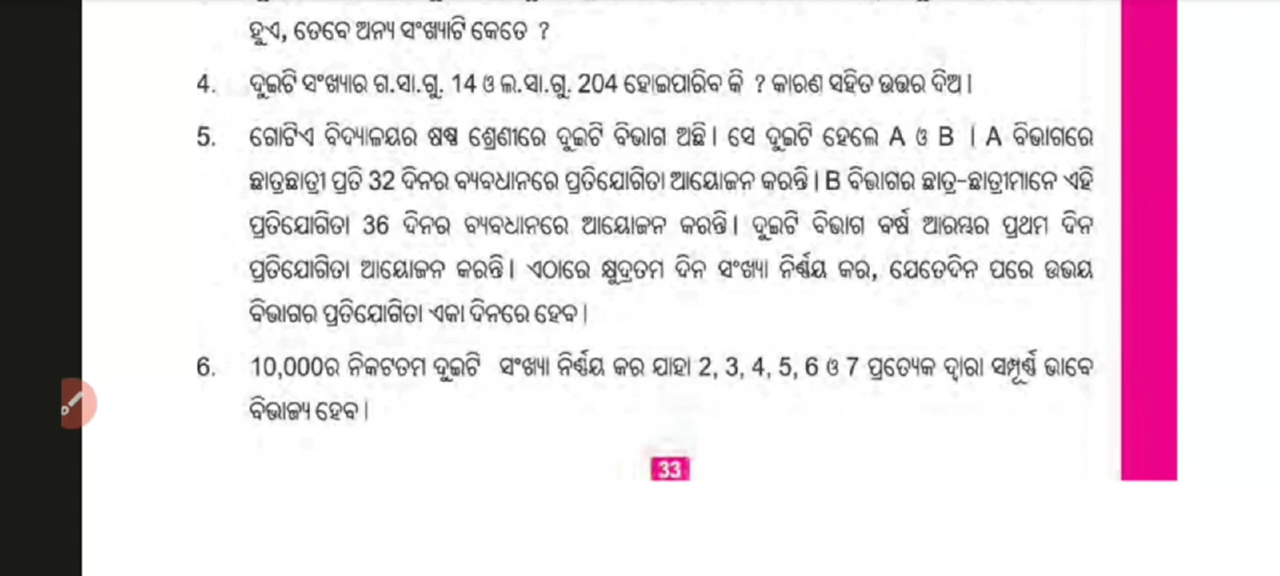 ହୁଏ, ତେବେ ଅନ୍ୟ ସଂଖ୍ୟାଟି କେତେ ?
4. ଦୁଇଟି ସଂଖ୍ୟାର ଗ.ସା.ଗୁ. 14 ଓ ଲ.ସା.ଗୁ. 204 ହୋଇପାରିବ କି ? କାରଣ ସହିତ ଉତ୍ତର ଦିଅ।
5. ଗୋଟିଏ ବିଦ୍ୟାଳୟର ଷଷ୍ଠ ଶ୍ରେଣୀରେ ଦୁଇଟି ବିଭାଗ ଅଛି। ସେ ଦୁଇଟି ହେଲେ A ଓ B । A ବିଭାଗରେ
ଛାତ୍ରଛାତ୍ରୀ ପ୍ରତି 32 ଦିନର ବ୍ୟବଧାନରେ ପ୍ରତିଯୋଗିତା ଆୟୋଜନ କରନ୍ତି। B ବିଭାଗର ଛାତ୍ର-ଛାତ୍ରୀମାନେ ଏହି
ପ୍ରତିଯୋଗିତା 36 ଦିନର ବ୍ୟବଧାନରେ ଆୟୋଜନ କରନ୍ତି। ଦୁଇଟି ବିଭାଗ ବର୍ଷ ଆରମ୍ଭର ପ୍ରଥମ ଦିନ
ପ୍ରତିଯୋଗିତା ଆୟୋଜନ କରନ୍ତି। ଏଠାରେ କ୍ଷୁଦ୍ରତମ ଦିନ ସଂଖ୍ୟା ନିର୍ଣ୍ଣୟ କର, ଯେତେଦିନ ପରେ ଉଭୟ
ବିଭାଗର ପ୍ରତିଯୋଗିତା ଏକା ଦିନରେ ହେବ।
6. 10,000ର ନିକଟତମ ଦୁଇଟି ସଂଖ୍ୟା ନିର୍ଣ୍ଣୟ କର ଯାହା 2, 3, 4, 5, 6 ଓ 7 ପ୍ରତ୍ୟେକ ଦ୍ୱାରା ସମ୍ପୂର୍ଣ୍ଣ ଭାବେ
ବିଭାଜ୍ୟ ହେବ।
33